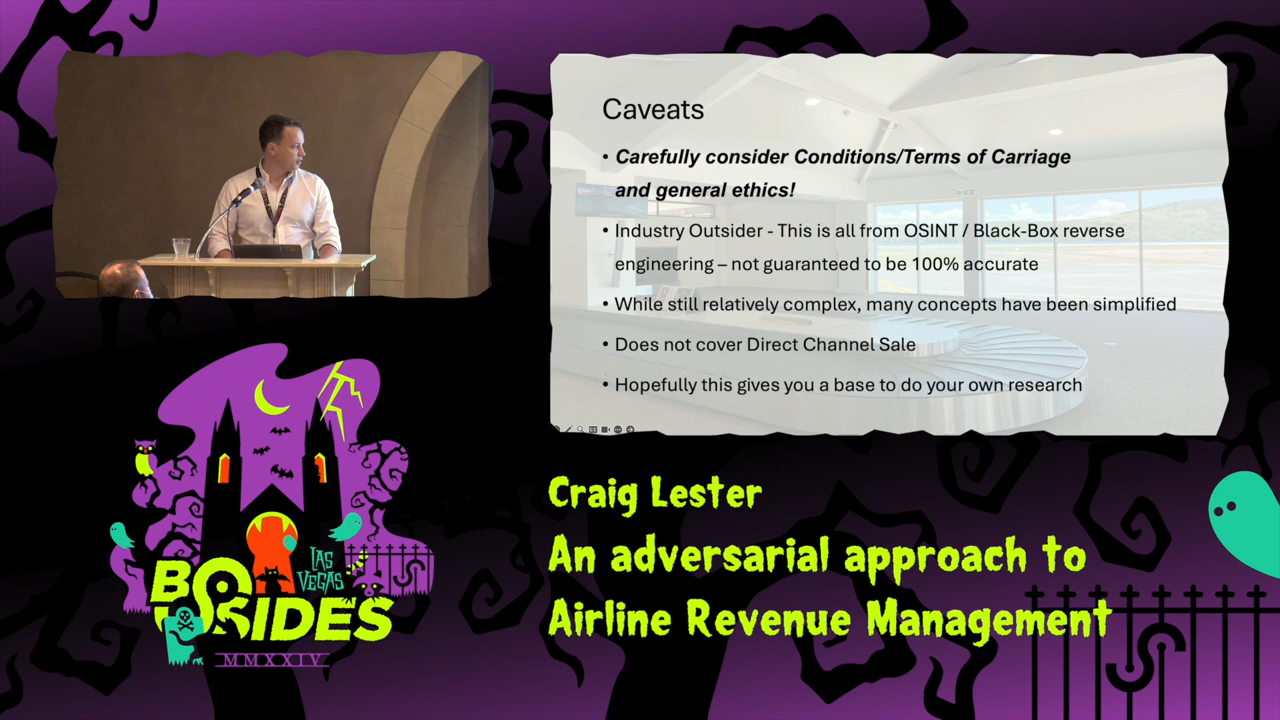 Caveats
• Carefully consider Conditions/Terms of Carriage
and general ethics!
• Industry Outsider - This is all from OSINT / Black-Box reverse
engineering – not guaranteed to be 100% accurate
• While still relatively complex, many concepts have been simplified
• Does not cover Direct Channel Sale
• Hopefully this gives you a base to do your own research
Craig Lester
An adversarial approach to
Airline Revenue Management
LAS
VEGAS
BSIDES
MMXXIV